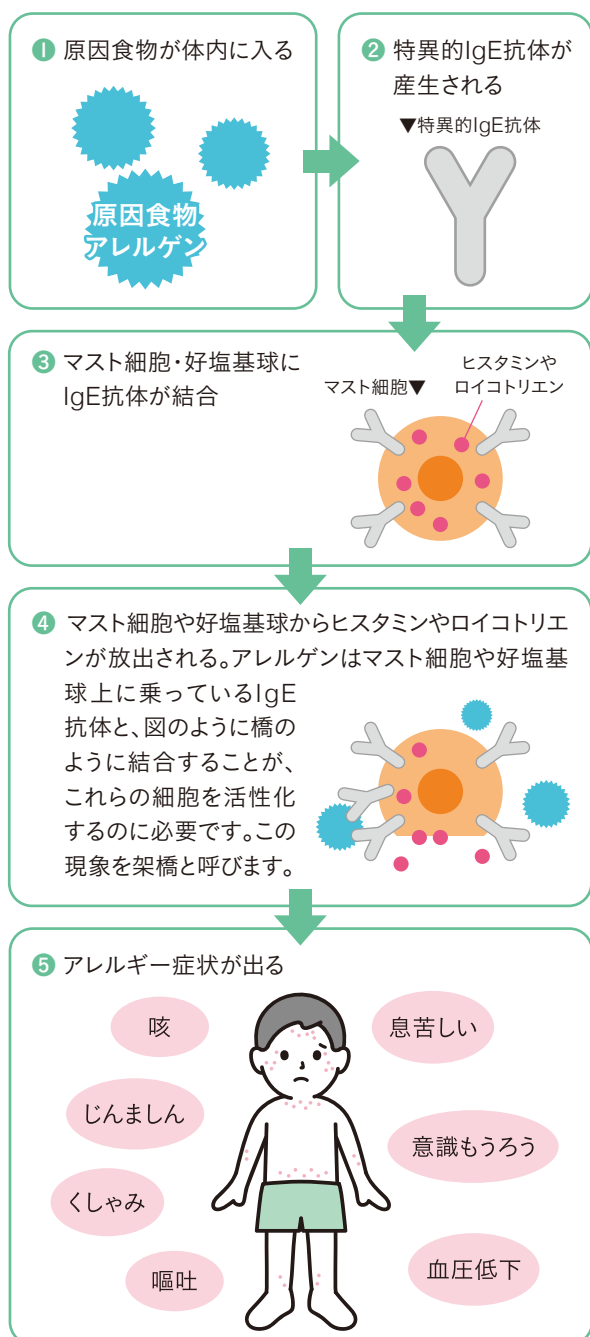 ❶ 原因食物が体内に入る
原因食物
アレルゲン
❷ 特異的IgE抗体が
産生される
▼特異的IgE抗体
❸ マスト細胞・好塩基球に
IgE抗体が結合
マスト細胞▼
ヒスタミンや
ロイコトリエン
❹ マスト細胞や好塩基球からヒスタミンやロイコトリエ
ンが放出される。アレルゲンはマスト細胞や好塩基
球上に乗っているIgE
抗体と、図のように橋の
ように結合することが、
これらの細胞を活性化
するのに必要です。この
現象を架橋と呼びます。
❺ アレルギー症状が出る
咳
息苦しい
じんましん
意識もうろう
くしゃみ
嘔吐
血圧低下